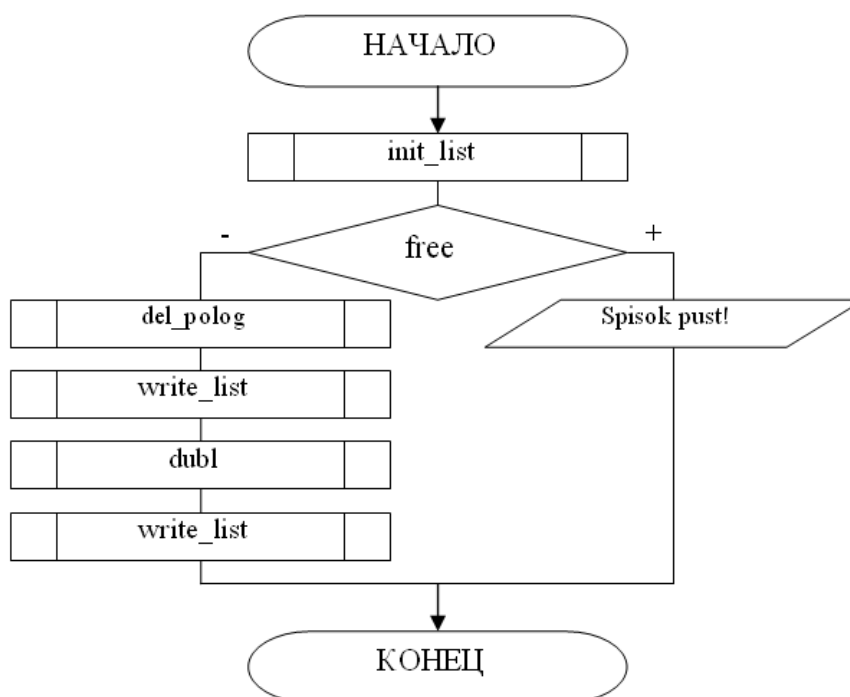 НАЧАЛО
init_list
free
-
+
del_polog
Spisok pust!
write_list
dubl
write_list
КОНЕЦ